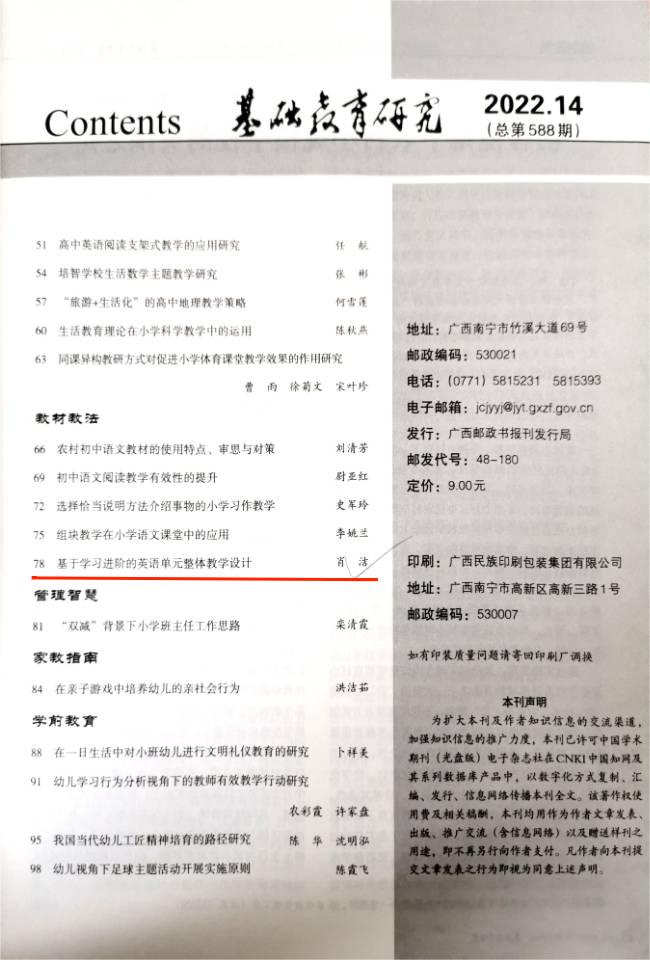 Contents 基础教育研究 2022.14
(总第588期)
51 高中英语阅读支架式教学的应用研究 任 航
54 培智学校生活数学主题教学研究 张 彬
57 “旅游+生活化”的高中地理教学策略 何雪莲
60 生活教育理论在小学科学教学中的运用 陈秋燕
63 同课异构教研方式对促进小学体育课堂教学效果的作用研究
曹 雨 徐菊文 宋叶珍
教材教法
66 农村初中语文教材的使用特点、审思与对策 刘清芳
69 初中语文阅读教学有效性的提升 尉亚红
72 选择恰当说明方法介绍事物的小学习作教学 史军玲
75 组块教学在小学语文课堂中的应用 李姚兰
78 基于学习进阶的英语单元整体教学设计 肖 洁
管理智慧
81 “双减”背景下小学班主任工作思路 栾清霞
家教指南
84 在亲子游戏中培养幼儿的亲社会行为 洪洁茹
学前教育
88 在一日生活中对小班幼儿进行文明礼仪教育的研究 卜祥美
91 幼儿学习行为分析视角下的教师有效教学行动研究
农彩霞 许家盘
95 我国当代幼儿工匠精神培育的路径研究 陈 华 沈明泓
98 幼儿视角下足球主题活动开展实施原则 陈霞飞
地址：广西南宁市竹溪大道69号
邮政编码：530021
电话：(0771) 5815231 5815393
电子邮箱：jcjyyj@jyt.gxzf.gov.cn
发行：广西邮政书报刊发行局
邮发代号：48-180
定价：9.00元
印刷：广西民族印刷包装集团有限公司
地址：广西南宁市高新区高新三路1号
邮政编码：530007
如有印装质量问题请寄回印刷厂调换
本刊声明
为扩大本刊及作者知识信息的交流渠道，
加强知识信息的推广力度，本刊已许可中国学术
期刊（光盘版）电子杂志社在CNKI中国知网及
其系列数据库产品中，以数字化方式复制、汇
编、发行、信息网络传播本刊全文。该著作权使
用费及相关稿酬，本刊均用作为作者文章发表、
出版、推广交流（含信息网络）以及赠送样刊之
用途，即不再另行向作者支付。凡作者向本刊提
交文章发表之行为即视为同意上述声明。